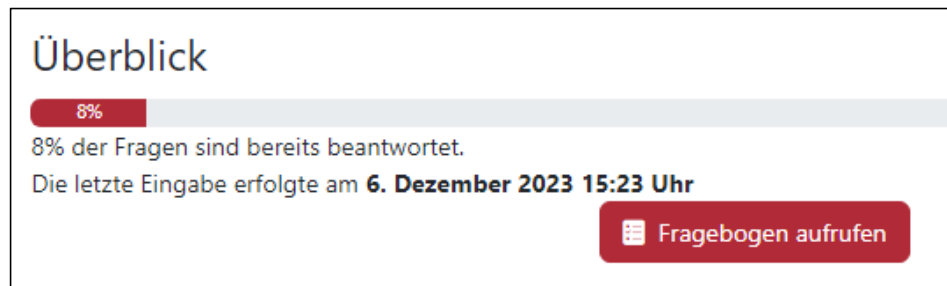 Überblick
8%
8% der Fragen sind bereits beantwortet.
Die letzte Eingabe erfolgte am 6. Dezember 2023 15:23 Uhr
Fragebogen aufrufen